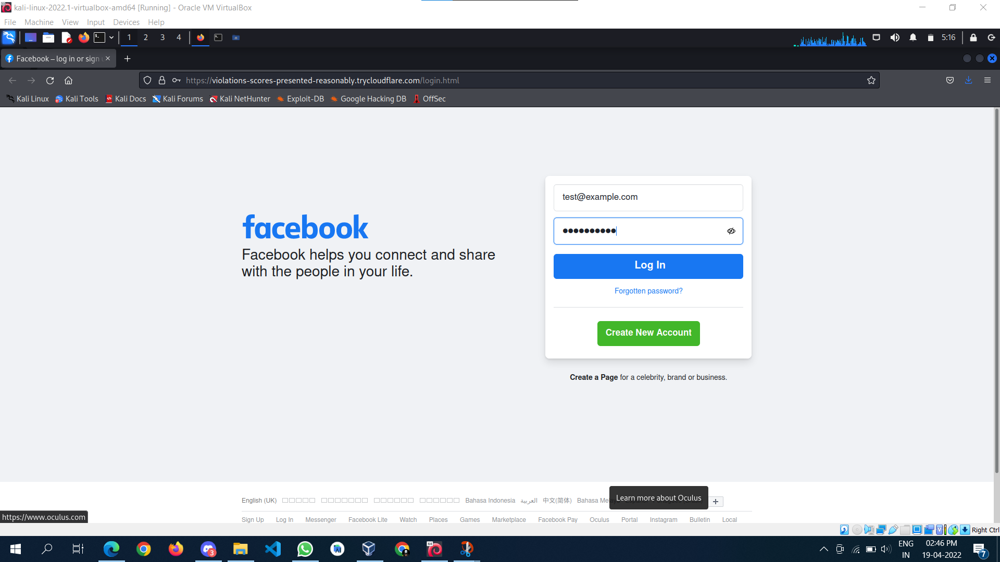 kali-linux-2022.1-virtualbox-amd64 [Running] - Oracle VM VirtualBox
File Machine View Input Devices Help
1 2 3 4 5:16
Facebook – log in or sign
https://violations-scores-presented-reasonably.trycloudflare.com/login.html
Kali Linux Kali Tools Kali Docs Kali Forums Kali NetHunter Exploit-DB Google Hacking DB OffSec
test@example.com
facebook
Facebook helps you connect and share
with the people in your life.
Log In
Forgotten password?
Create New Account
Create a Page for a celebrity, brand or business.
English (UK) Bahasa Indonesia العربية 中文(简体) Bahasa
Learn more about Oculus
https://www.oculus.com
Sign Up Log In Messenger Facebook Lite Watch Places Games Marketplace Facebook Pay Oculus Portal Instagram Bulletin Local
Right Ctrl
3
64
ENG
IN
02:46 PM
19-04-2022
7